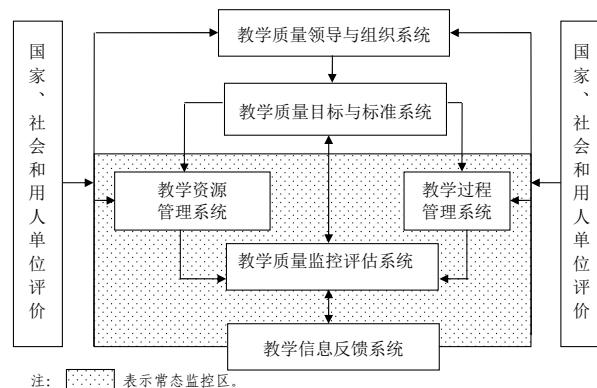 教学质量领导与组织系统
国、社会和用人单位评价
国家、社会和用人单位评价
教学质量目标与标准系统
教学资源
管理系统
教学过程
管理系统
教学质量监控评估系统
教学信息反馈系统
注： 表示常态监控区。